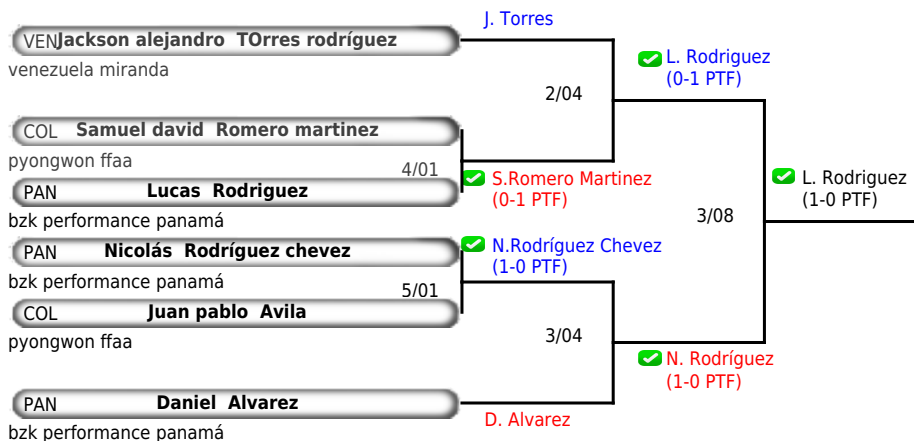 J. Torres
VEN Jackson alejandro TOrres rodríguez
venezuela miranda
L. Rodriguez
(0-1 PTF)
2/04
COL Samuel david Romero martinez
pyongwon ffaa
4/01
S.Romero Martinez
(0-1 PTF)
L. Rodriguez
(1-0 PTF)
PAN Lucas Rodriguez
bzk performance panamá
3/08
PAN Nicolás Rodríguez chevez
bzk performance panamá
N.Rodríguez Chevez
(1-0 PTF)
5/01
COL Juan pablo Avila
pyongwon ffaa
3/04
N. Rodríguez
(1-0 PTF)
PAN Daniel Alvarez
bzk performance panamá
D. Alvarez